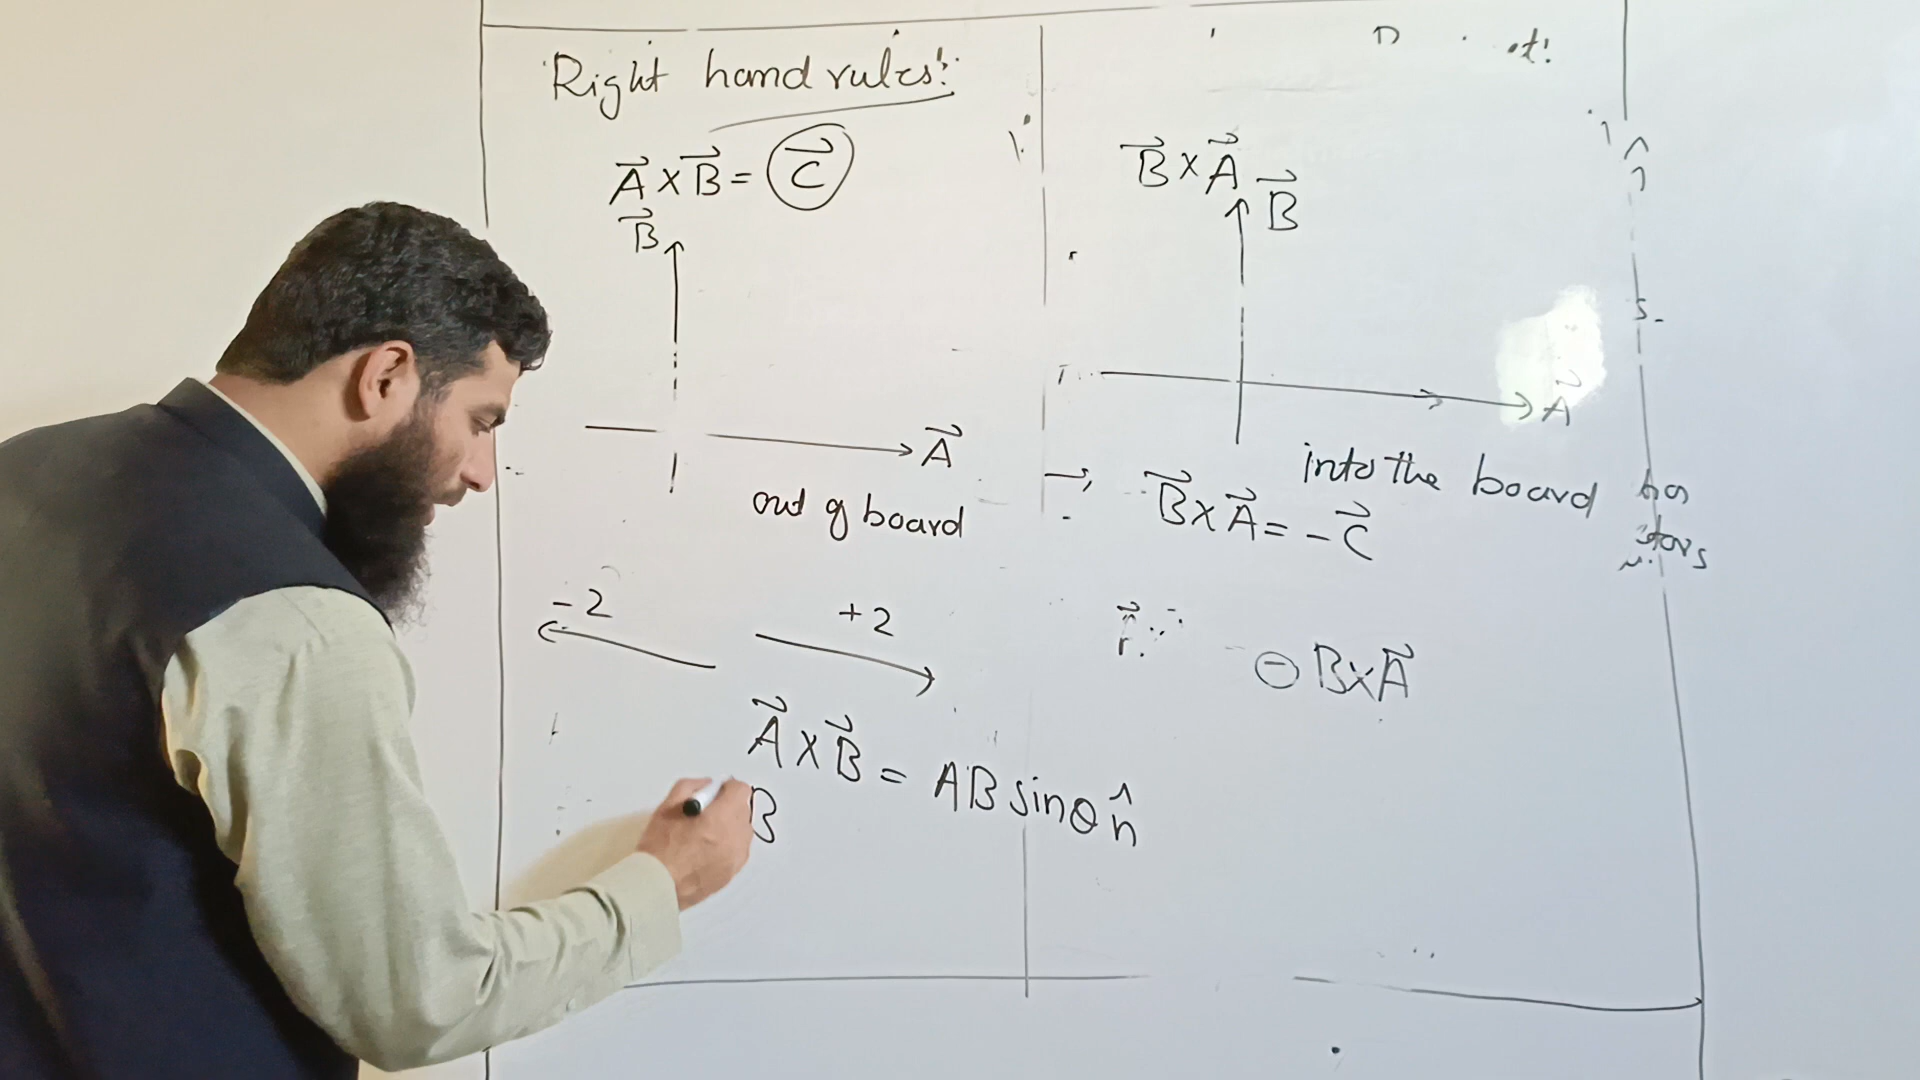 Right hand rules:
A⃗ × B⃗ = C⃗
B⃗
A⃗
out of board
-2
+2
A⃗ × B⃗ = AB sinθ n̂
B
B⃗ × A⃗
B⃗
A⃗
into the board
B⃗ × A⃗ = - C⃗
r⃗
- B × A⃗